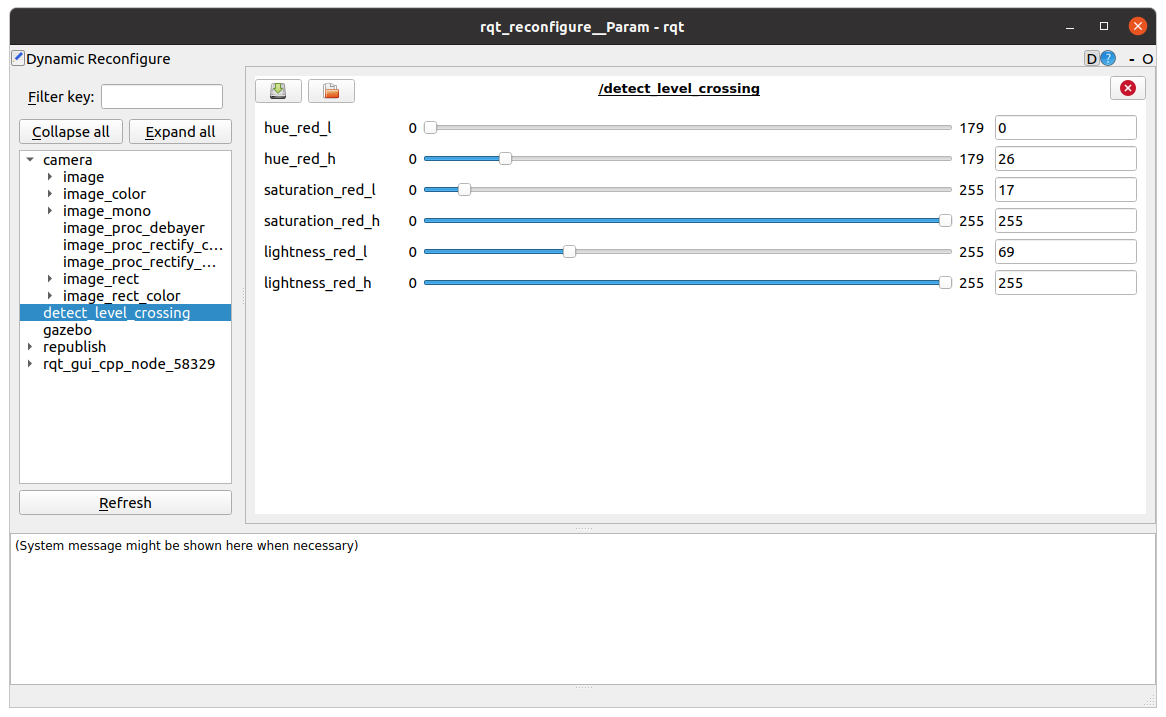 rqt_reconfigure__Param - rqt
Dynamic Reconfigure
D ? - O
Filter key:
Collapse all Expand all
camera
image
image_color
image_mono
image_proc_debayer
image_proc_rectify_c...
image_proc_rectify_...
image_rect
image_rect_color
detect_level_crossing
gazebo
republish
rqt_gui_cpp_node_58329
Refresh
/detect_level_crossing
hue_red_l 0 179 0
hue_red_h 0 179 26
saturation_red_l 0 255 17
saturation_red_h 0 255 255
lightness_red_l 0 255 69
lightness_red_h 0 255 255
(System message might be shown here when necessary)